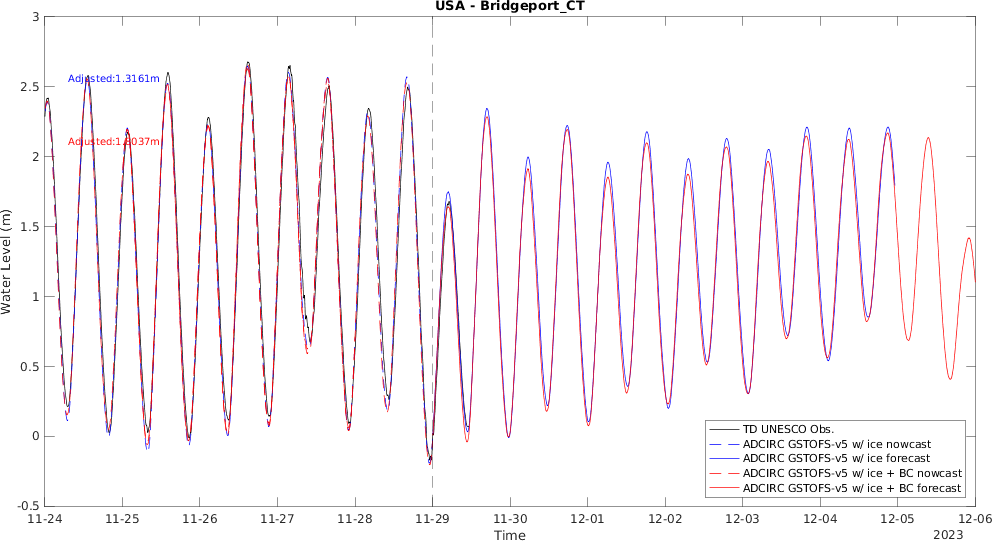 USA - Bridgeport_CT
3
2.5
2
1.5
1
0.5
0
-0.5
Water Level (m)
Adjusted:1.3161m
TD UNESCO Obs.
ADCIRC GSTOFS-v5 w/ ice nowcast
ADCIRC GSTOFS-v5 w/ ice forecast
ADCIRC GSTOFS-v5 w/ ice + BC nowcast
ADCIRC GSTOFS-v5 w/ ice + BC forecast
11-24 11-25 11-26 11-27 11-28 11-29 11-30 12-01 12-02 12-03 12-04 12-05 12-06
Time
2023